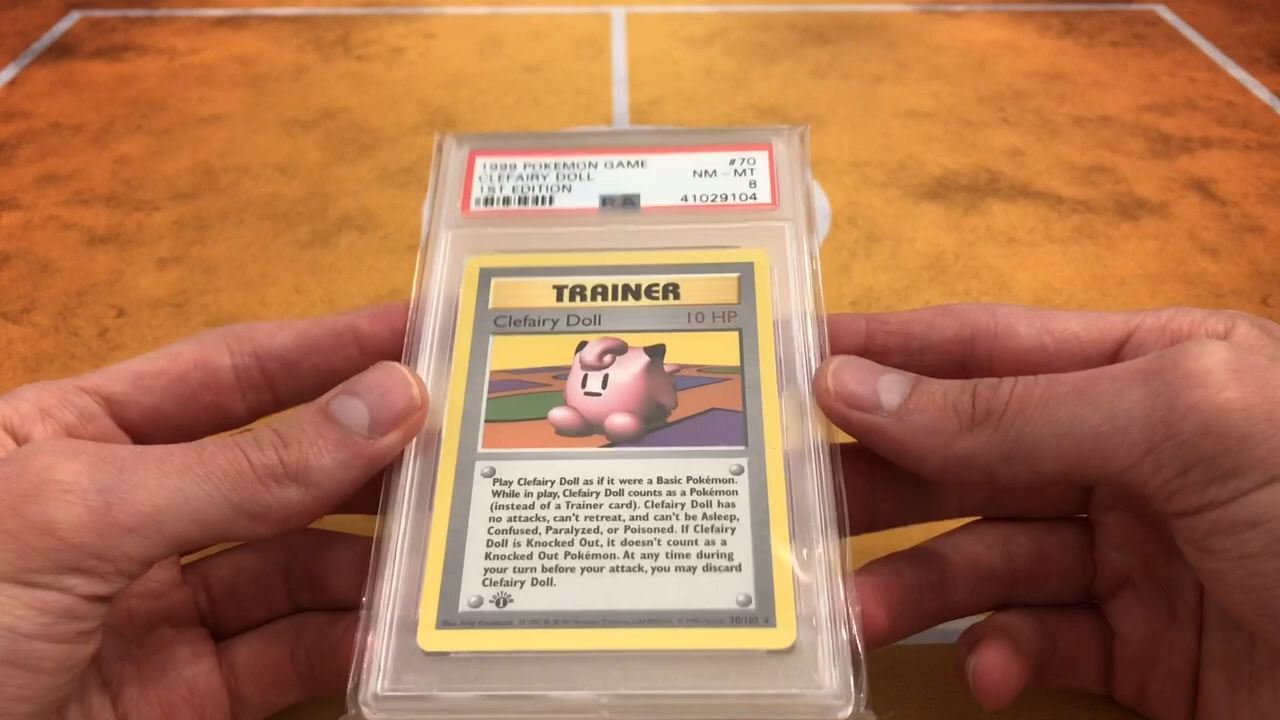 1999 POKEMON GAME #70
CLEFAIRY DOLL NM - MT
1ST EDITION 8
41029104
TRAINER
Clefairy Doll 10 HP
Play Clefairy Doll as if it were a Basic Pokémon.
While in play, Clefairy Doll counts as a Pokémon
(instead of a Trainer card). Clefairy Doll has
no attacks, can't retreat, and can't be Asleep,
Confused, Paralyzed, or Poisoned. If Clefairy
Doll is Knocked Out, it doesn't count as a
Knocked Out Pokémon. At any time during
your turn before your attack, you may discard
Clefairy Doll.
EDITION
1
70/102 ★